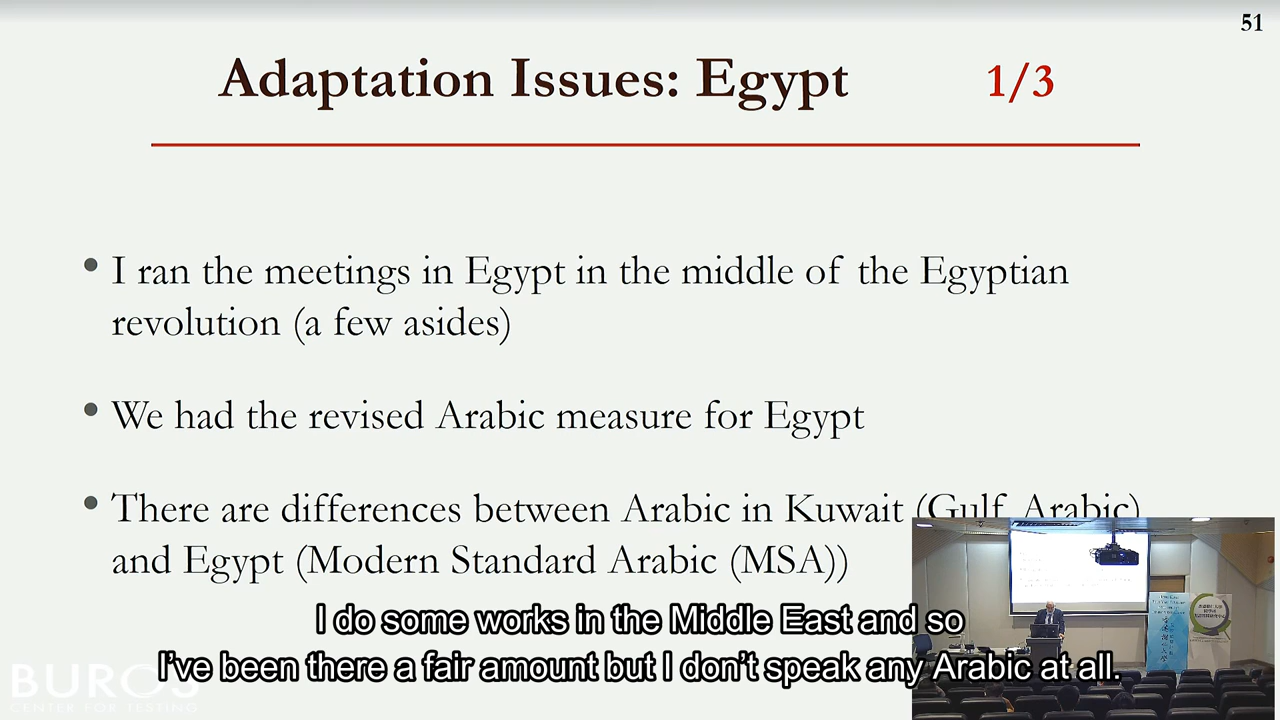 51
Adaptation Issues: Egypt 1/3
• I ran the meetings in Egypt in the middle of the Egyptian
revolution (a few asides)
• We had the revised Arabic measure for Egypt
• There are differences between Arabic in Kuwait (Gulf Arabic)
and Egypt (Modern Standard Arabic (MSA))
I do some works in the Middle East and so
I've been there a fair amount but I don't speak any Arabic at all.
BUROS
CENTER FOR TESTING